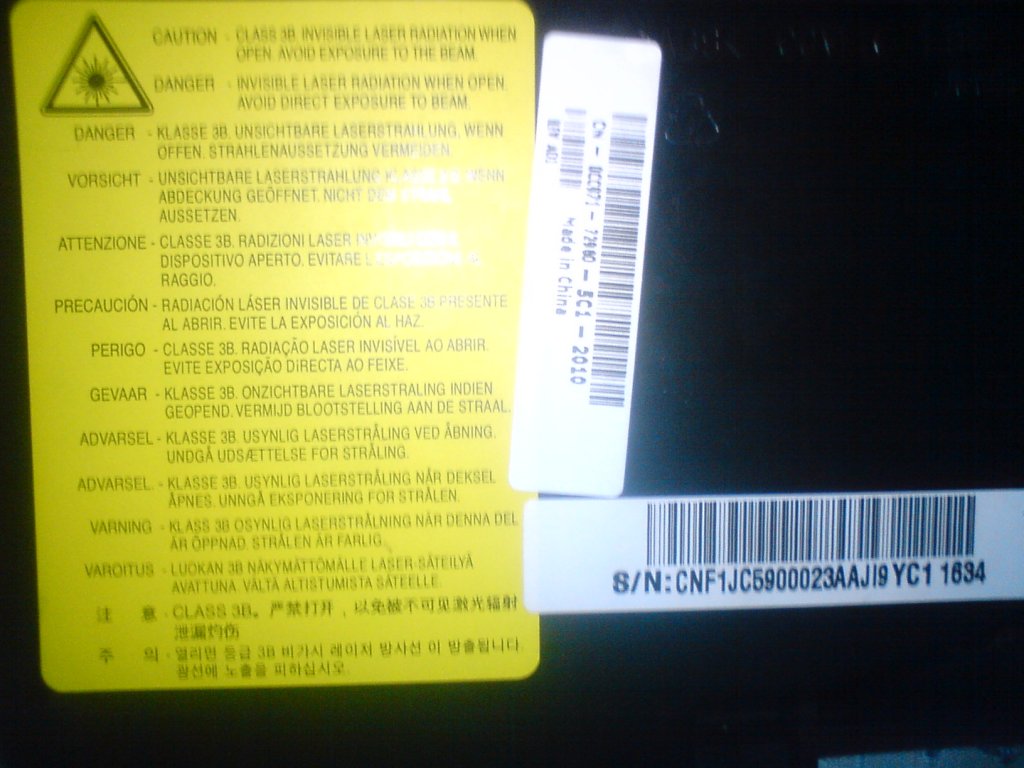 CAUTION - CLASS 3B. INVISIBLE LASER RADIATION WHEN
OPEN. AVOID EXPOSURE TO THE BEAM.
DANGER - INVISIBLE LASER RADIATION WHEN OPEN.
AVOID DIRECT EXPOSURE TO BEAM.
DANGER - KLASSE 3B. UNSICHTBARE LASERSTRAHLUNG, WENN
OFFEN. STRAHLENAUSSETZUNG VERMEIDEN.
VORSICHT - UNSICHTBARE LASERSTRAHLUNG WENN
ABDECKUNG GEÖFFNET. NICHT
AUSSETZEN.
ATTENZIONE - CLASSE 3B. RADIZIONI LASER
DISPOSITIVO APERTO. EVITARE
RAGGIO.
PRECAUCIÓN - RADIACIÓN LÁSER INVISIBLE DE CLASE 3B PRESENTE
AL ABRIR. EVITE LA EXPOSICIÓN AL HAZ.
PERIGO - CLASSE 3B. RADIAÇÃO LASER INVISÍVEL AO ABRIR.
EVITE EXPOSIÇÃO DIRECTA AO FEIXE.
GEVAAR - KLASSE 3B. ONZICHTBARE LASERSTRALING INDIEN
GEOPEND. VERMIJD BLOOTSTELLING AAN DE STRAAL.
ADVARSEL - KLASSE 3B. USYNLIG LASERSTRÅLING VED ÅBNING.
UNDGÅ UDSÆTTELSE FOR STRÅLING.
ADVARSEL. - KLASSE 3B. USYNLIG LASERSTRÅLING NÅR DEKSEL
ÅPNES. UNNGÅ EKSPONERING FOR STRÅLEN.
VARNING - KLASS 3B OSYNLIG LASERSTRÅLNING NÄR DENNA DEL
ÄR ÖPPNAD. STRÅLEN ÄR FARLIG.
VAROITUS - LUOKAN 3B NÄKYMÄTTÖMÄLLE LASER-SÄTEILYÄ
AVATTUNA. VÄLTÄ ALTISTUMISTA SÄTEELLE.
注 意 - CLASS 3B。严禁打开，以免被不可见激光辐射
泄漏灼伤
주 의 - 열리면 등급 3B 비가시 레이저 방사선 이 방출됩니다.
광선에 노출을 피하십시오.
- 5C1 - 2010
Made in China
S/N: CNF1JC5900023AAJI9 YC1 1634